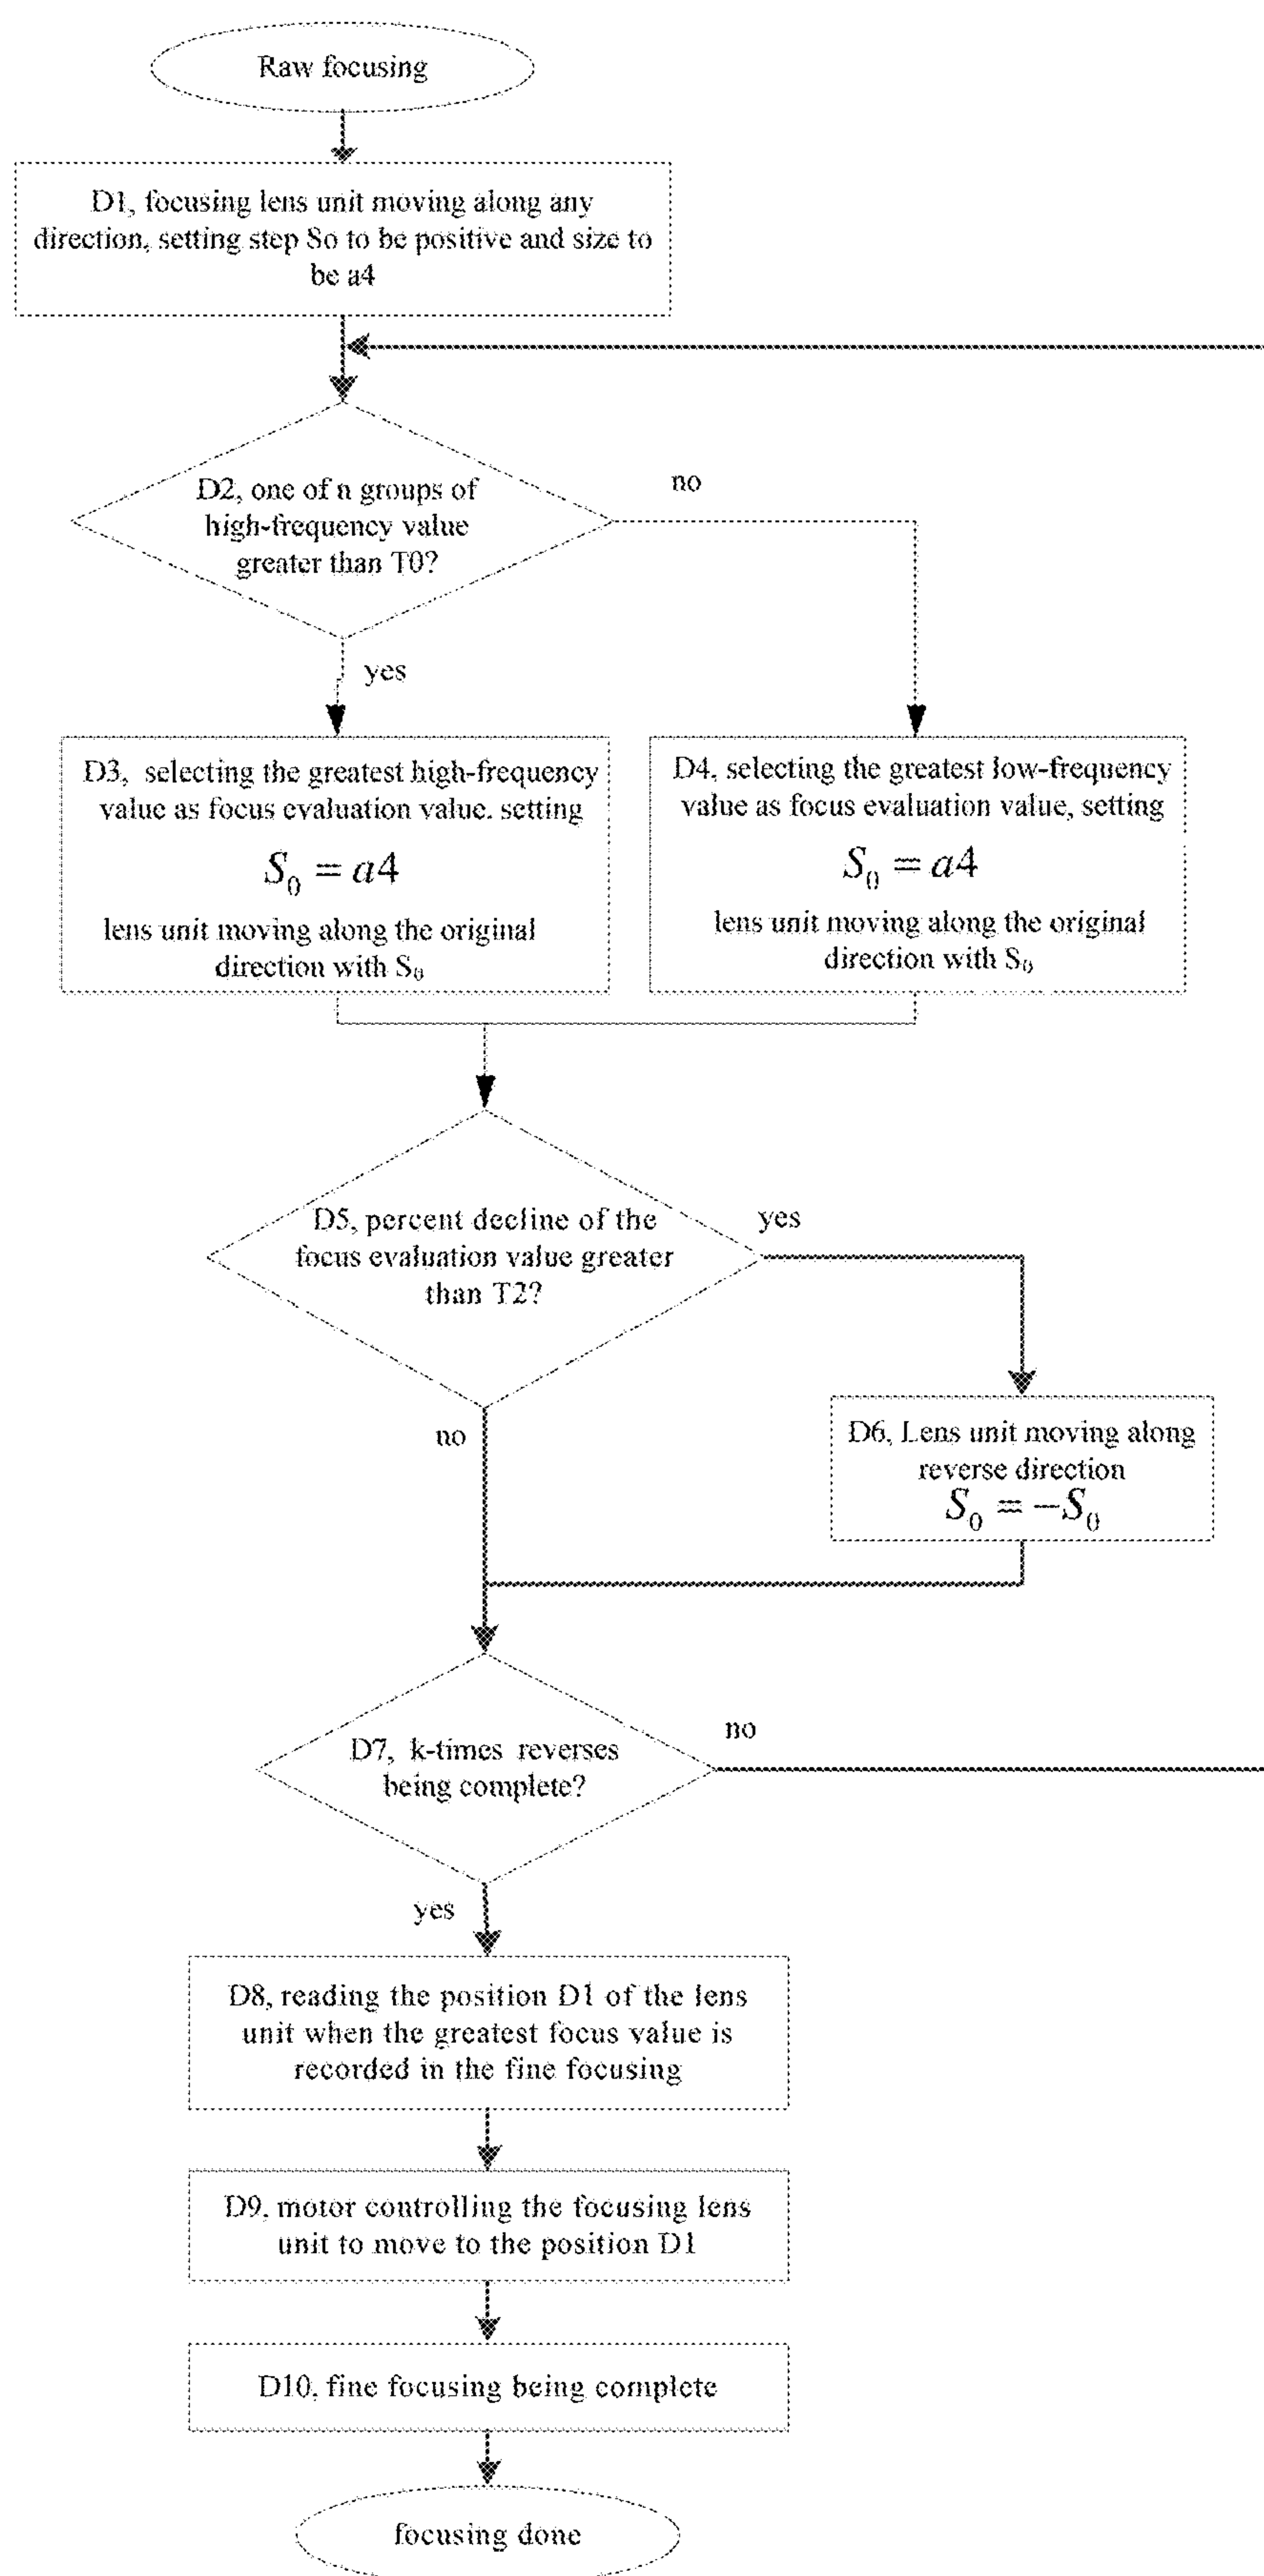 Raw focusing
D1, focusing lens unit moving along any
direction, setting step So to be positive and size to
be a4
D2, one of n groups of
high-frequency value
greater than T0?
no
yes
D3, selecting the greatest high-frequency
value as focus evaluation value. setting
S₀ = a4
lens unit moving along the original
direction with S₀
D4, selecting the greatest low-frequency
value as focus evaluation value, setting
S₀ = a4
lens unit moving along the original
direction with S₀
D5, percent decline of the
focus evaluation value greater
than T2?
yes
no
D6, Lens unit moving along
reverse direction
S₀ = −S₀
D7, k-times reverses
being complete?
no
yes
D8, reading the position D1 of the lens
unit when the greatest focus value is
recorded in the fine focusing
D9, motor controlling the focusing lens
unit to move to the position D1
D10, fine focusing being complete
focusing done